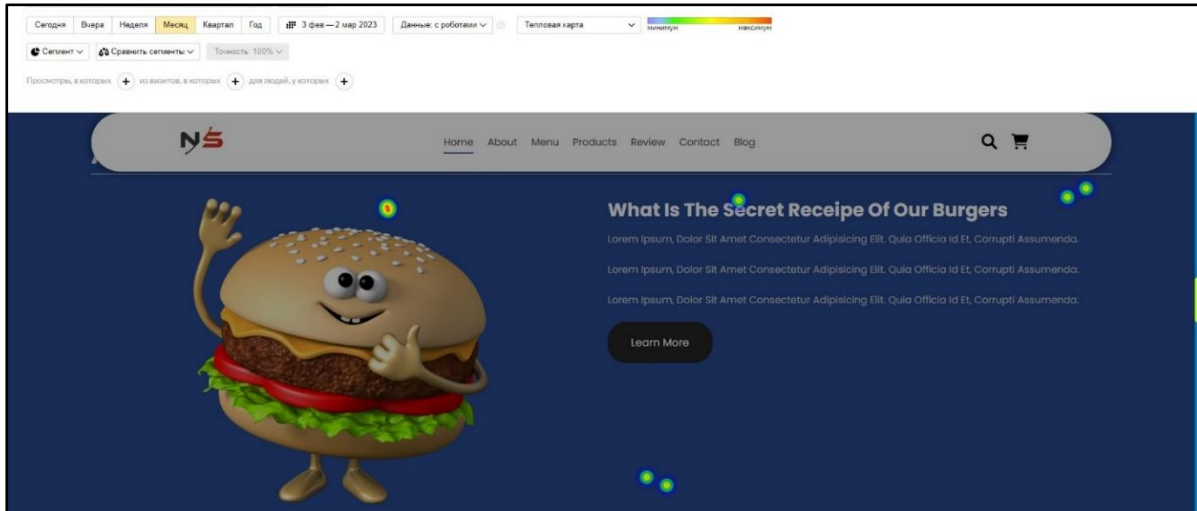 Сегодня Вчера Неделя Месяц Квартал Год 3 фев — 2 мар 2023 Данные: с роботами Тепловая карта минимум максимум
Сегмент Сравнить сегменты Точность: 100%
Просмотры, в которых + из визитов, в которых + для людей, у которых +
NS Home About Menu Products Review Contact Blog
What Is The Secret Receipe Of Our Burgers
Lorem Ipsum, Dolor Sit Amet Consectetur Adipisicing Elit. Quia Officia Id Et, Corrupti Assumenda.
Lorem Ipsum, Dolor Sit Amet Consectetur Adipisicing Elit. Quia Officia Id Et, Corrupti Assumenda.
Lorem Ipsum, Dolor Sit Amet Consectetur Adipisicing Elit. Quia Officia Id Et, Corrupti Assumenda.
Learn More